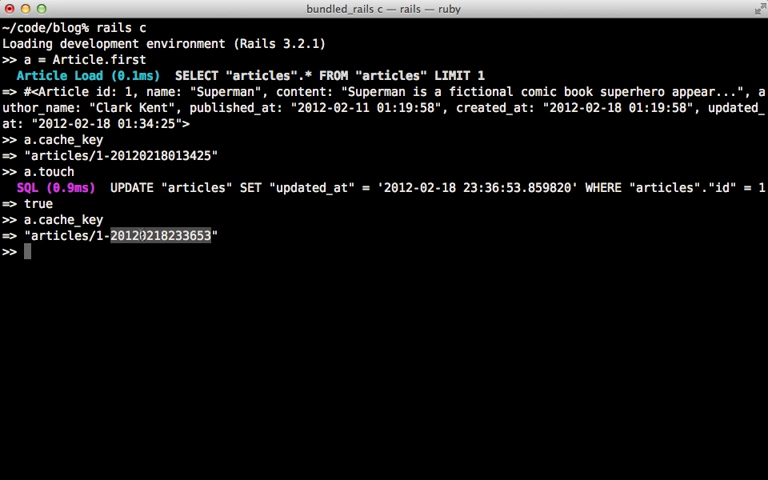 bundled_rails c — rails — ruby
~/code/blog% rails c
Loading development environment (Rails 3.2.1)
>> a = Article.first
Article Load (0.1ms)  SELECT "articles".* FROM "articles" LIMIT 1
=> #<Article id: 1, name: "Superman", content: "Superman is a fictional comic book superhero appear...", a
uthor_name: "Clark Kent", published_at: "2012-02-11 01:19:58", created_at: "2012-02-18 01:19:58", updated_
at: "2012-02-18 01:34:25">
>> a.cache_key
=> "articles/1-20120218013425"
>> a.touch
SQL (0.9ms)  UPDATE "articles" SET "updated_at" = '2012-02-18 23:36:53.859820' WHERE "articles"."id" = 1
=> true
>> a.cache_key
=> "articles/1-20120218233653"
>>